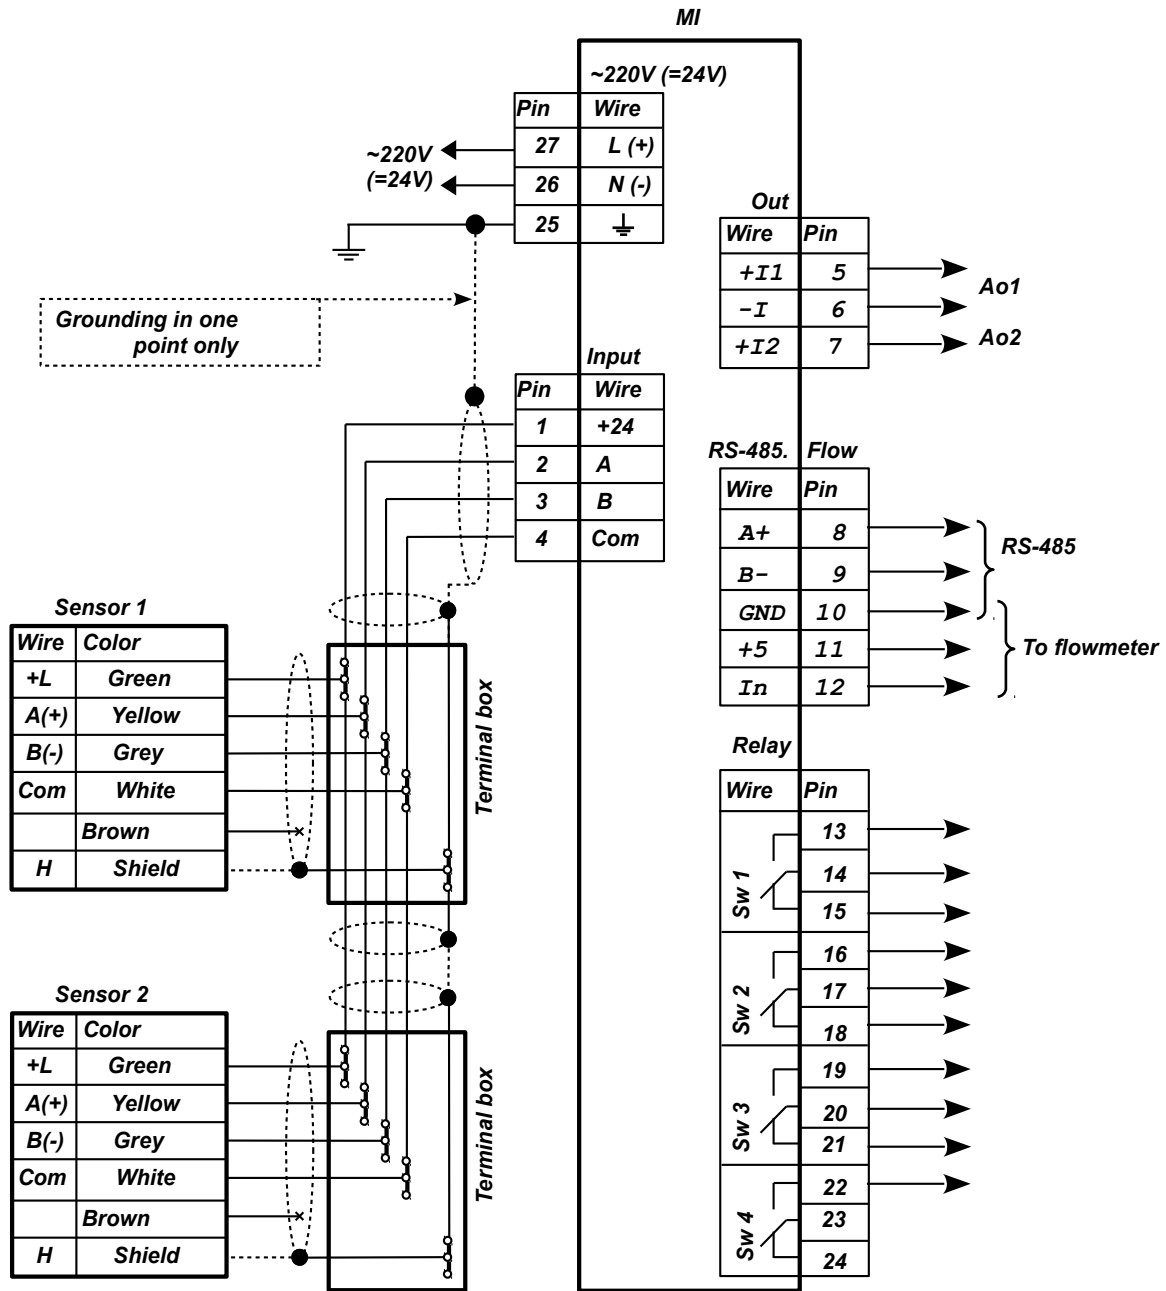 MI
~220V (=24V)
Pin Wire
27 L (+)
26 N (-)
25
~220V
(=24V)
Grounding in one
point only
Input
Pin Wire
1 +24
2 A
3 B
4 Com
Out
Wire Pin
+I1 5
-I 6
+I2 7
Ao1
Ao2
RS-485. Flow
Wire Pin
A+ 8
B- 9
GND 10
+5 11
In 12
RS-485
To flowmeter
Relay
Wire Pin
Sw 1
13
14
15
Sw 2
16
17
18
Sw 3
19
20
21
Sw 4
22
23
24
Sensor 1
Wire Color
+L Green
A(+) Yellow
B(-) Grey
Com White
Brown
H Shield
Terminal box
Sensor 2
Wire Color
+L Green
A(+) Yellow
B(-) Grey
Com White
Brown
H Shield
Terminal box